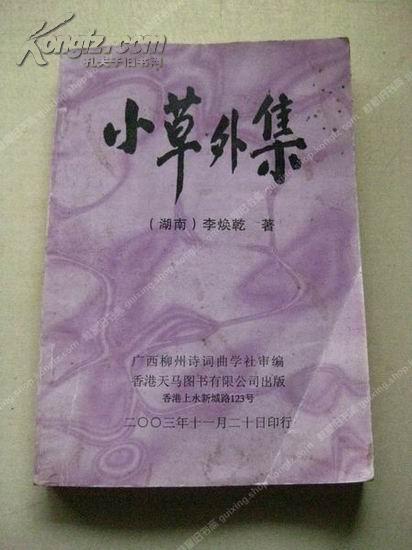 Kongfz.com
孔夫子旧书网
小草外集
（湖南）李焕乾 著
广西柳州诗词曲学社审编
香港天马图书有限公司出版
香港上水新城路123号
二〇〇三年十一月二十日印行